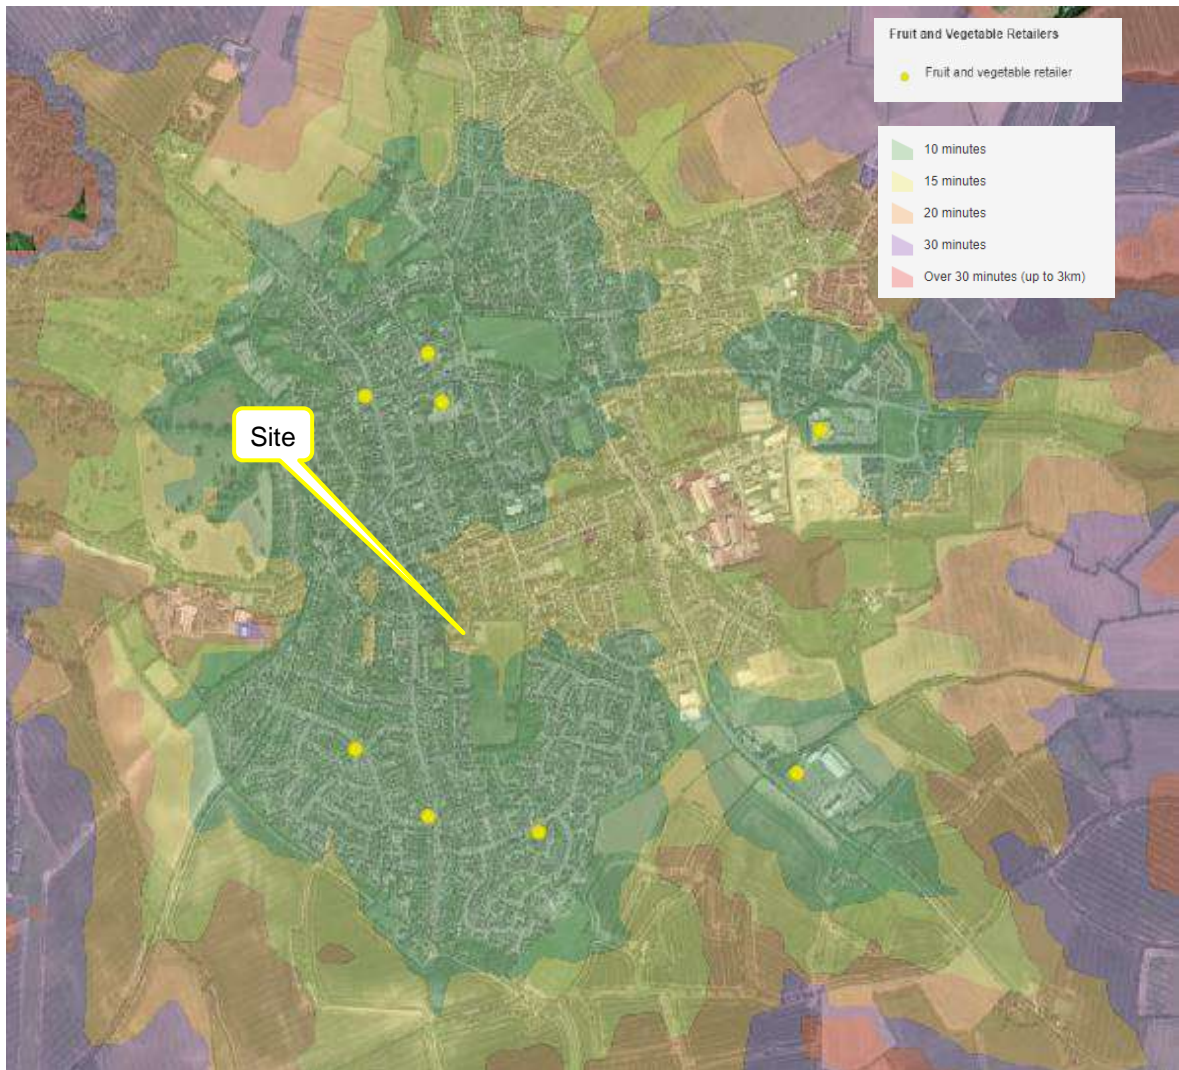 Fruit and Vegetable Retailers
Fruit and vegetable retailer
10 minutes
15 minutes
20 minutes
30 minutes
Over 30 minutes (up to 3km)
Site